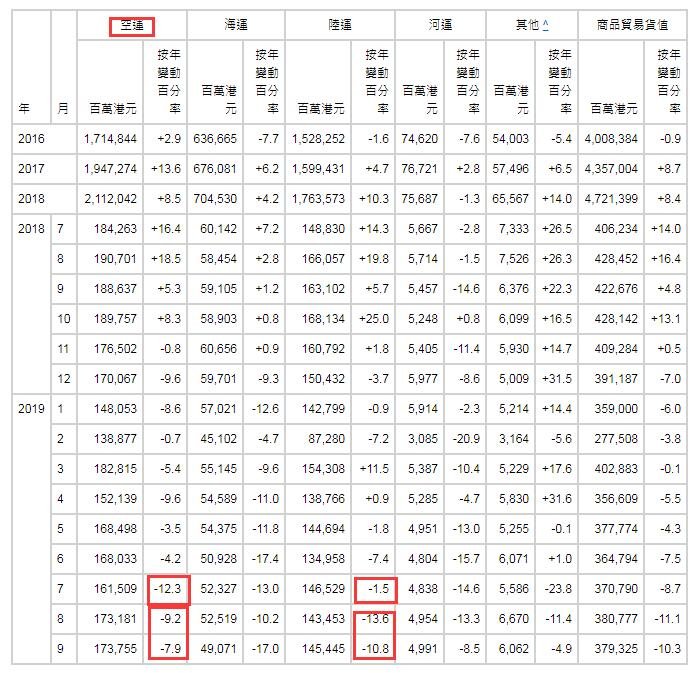 空運 海運 陸運 河運 其他 ^ 商品貿易貨值
年 月 百萬港元 按年變動百分率 百萬港元 按年變動百分率 百萬港元 按年變動百分率 百萬港元 按年變動百分率 百萬港元 按年變動百分率 百萬港元 按年變動百分率
2016 1,714,844 +2.9 636,665 -7.7 1,528,252 -1.6 74,620 -7.6 54,003 -5.4 4,008,384 -0.9
2017 1,947,274 +13.6 676,081 +6.2 1,599,431 +4.7 76,721 +2.8 57,496 +6.5 4,357,004 +8.7
2018 2,112,042 +8.5 704,530 +4.2 1,763,573 +10.3 75,687 -1.3 65,567 +14.0 4,721,399 +8.4
2018 7 184,263 +16.4 60,142 +7.2 148,830 +14.3 5,667 -2.8 7,333 +26.5 406,234 +14.0
8 190,701 +18.5 58,454 +2.8 166,057 +19.8 5,714 -1.5 7,526 +26.3 428,452 +16.4
9 188,637 +5.3 59,105 +1.2 163,102 +5.7 5,457 -14.6 6,376 +22.3 422,676 +4.8
10 189,757 +8.3 58,903 +0.8 168,134 +25.0 5,248 +0.8 6,099 +16.5 428,142 +13.1
11 176,502 -0.8 60,656 +0.9 160,792 +1.8 5,405 -11.4 5,930 +14.7 409,284 +0.5
12 170,067 -9.6 59,701 -9.3 150,432 -3.7 5,977 -8.6 5,009 +31.5 391,187 -7.0
2019 1 148,053 -8.6 57,021 -12.6 142,799 -0.9 5,914 -2.3 5,214 +14.4 359,000 -6.0
2 138,877 -0.7 45,102 -4.7 87,280 -7.2 3,085 -20.9 3,164 -5.6 277,508 -3.8
3 182,815 -5.4 55,145 -9.6 154,308 +11.5 5,387 -10.4 5,229 +17.6 402,883 -0.1
4 152,139 -9.6 54,589 -11.0 138,766 +0.9 5,285 -4.7 5,830 +31.6 356,609 -5.5
5 168,498 -3.5 54,375 -11.8 144,694 -1.8 4,951 -13.0 5,255 -0.1 377,774 -4.3
6 168,033 -4.2 50,928 -17.4 134,958 -7.4 4,804 -15.7 6,071 +1.0 364,794 -7.5
7 161,509 -12.3 52,327 -13.0 146,529 -1.5 4,838 -14.6 5,586 -23.8 370,790 -8.7
8 173,181 -9.2 52,519 -10.2 143,453 -13.6 4,954 -13.3 6,670 -11.4 380,777 -11.1
9 173,755 -7.9 49,071 -17.0 145,445 -10.8 4,991 -8.5 6,062 -4.9 379,325 -10.3